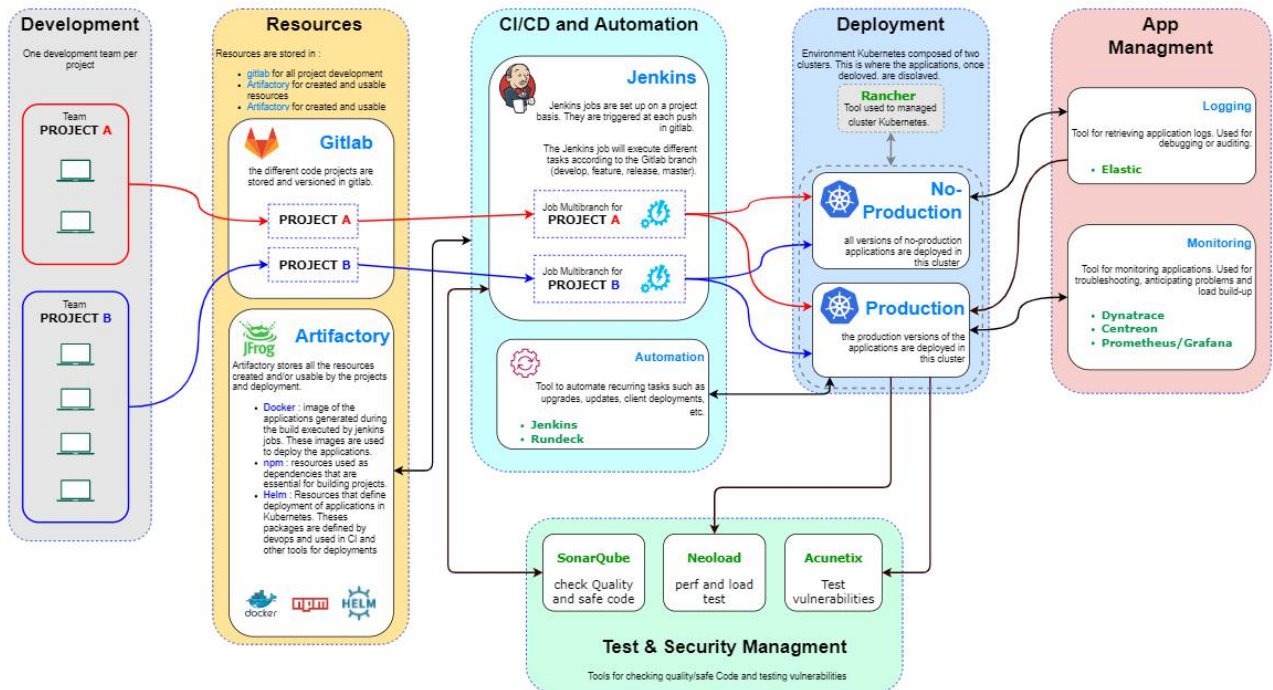 Development
One development team per
project
Team
PROJECT A
Team
PROJECT B
Resources
Resources are stored in :
gitlab for all project development
Artifactory for created and usable
resources
Artifactory for created and usable
Gitlab
the different code projects are
stored and versioned in gitlab.
PROJECT A
PROJECT B
JFrog
Artifactory
Artifactory stores all the resources
created and/or usable by the projects
and deployment.
Docker : image of the
applications generated during
the build executed by jenkins
jobs. These images are used
to deploy the applications.
npm : resources used as
dependencies that are
essential for building projects.
Helm : Resources that define
deployment of applications in
Kubernetes. Theses
packages are defined by
devops and used in CI and
other tools for deployments
docker
npm
HELM
CI/CD and Automation
Jenkins
Jenkins jobs are set up on a project
basis. They are triggered at each push
in gitlab.
The Jenkins job will execute different
tasks according to the Gitlab branch
(develop, feature, release, master).
Job Multibranch for
PROJECT A
Job Multibranch for
PROJECT B
Automation
Tool to automate recurring tasks such as
upgrades, updates, client deployments,
etc.
Jenkins
Rundeck
Deployment
Environment Kubernetes composed of two
clusters. This is where the applications, once
deployed, are displayed.
Rancher
Tool used to managed
cluster Kubernetes.
No-
Production
all versions of no-production
applications are deployed in
this cluster
Production
the production versions of the
applications are deployed in
this cluster
App
Managment
Logging
Tool for retrieving application logs. Used for
debugging or auditing.
Elastic
Monitoring
Tool for monitoring applications. Used for
troubleshooting, anticipating problems and
load build-up
Dynatrace
Centreon
Prometheus/Grafana
SonarQube
check Quality
and safe code
Neoload
perf and load
test
Acunetix
Test
vulnerabilities
Test & Security Managment
Tools for checking quality/safe Code and testing vulnerabilities